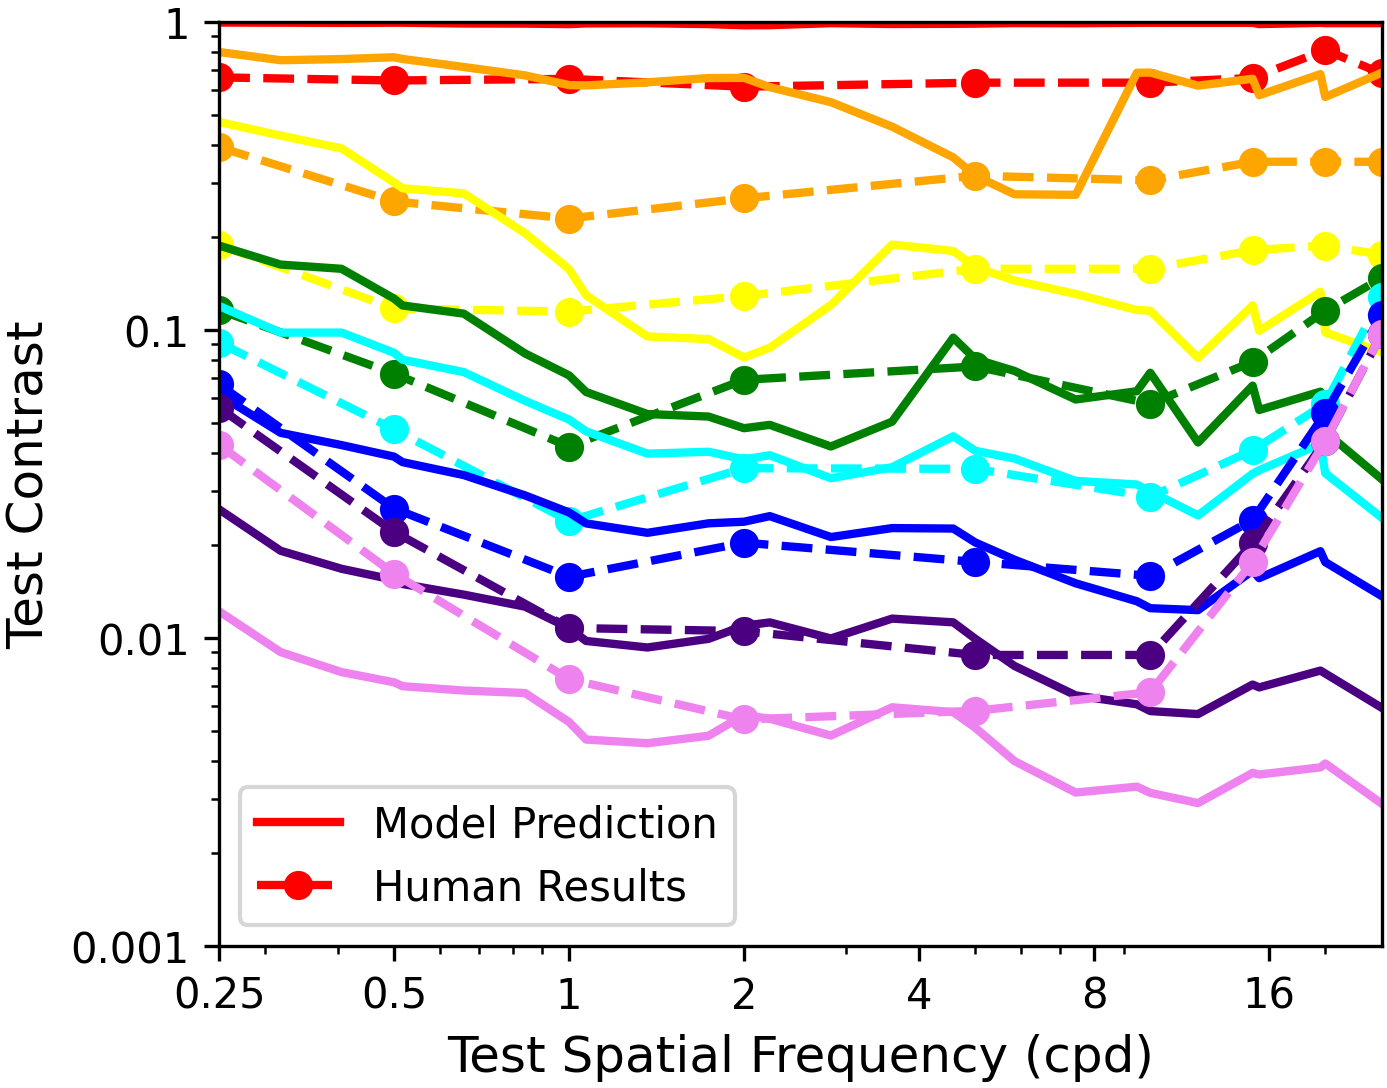 1
0.1
0.01
0.001
Test Contrast
Model Prediction
Human Results
0.25 0.5 1 2 4 8 16
Test Spatial Frequency (cpd)